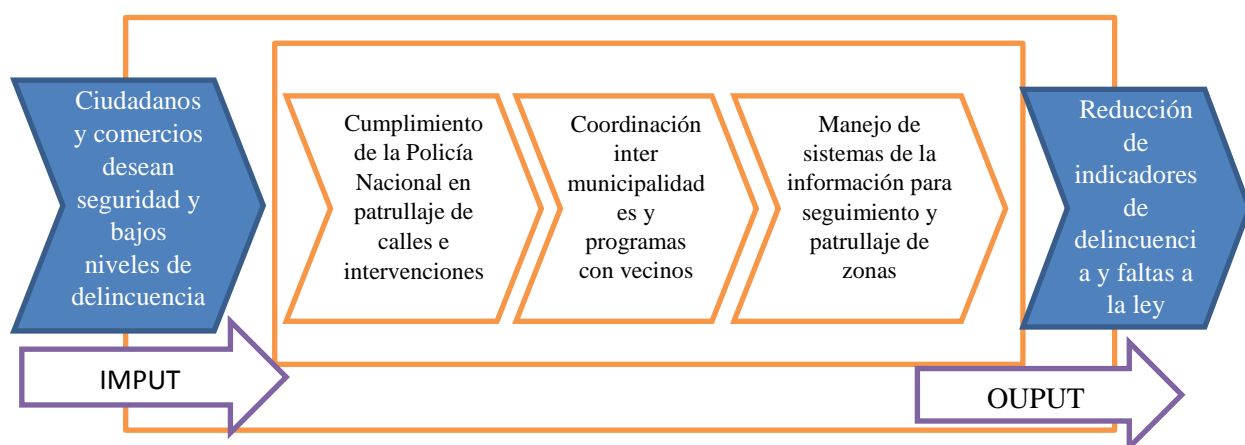 Ciudadanos
y comercios
desean
seguridad y
bajos
niveles de
delincuencia
Cumplimiento
de la Policía
Nacional en
patrullaje de
calles e
intervenciones
Coordinación
inter
municipalidad
es y
programas
con vecinos
Manejo de
sistemas de la
información para
seguimiento y
patrullaje de
zonas
Reducción
de
indicadores
de
delincuenci
a y faltas a
la ley
IMPUT
OUPUT